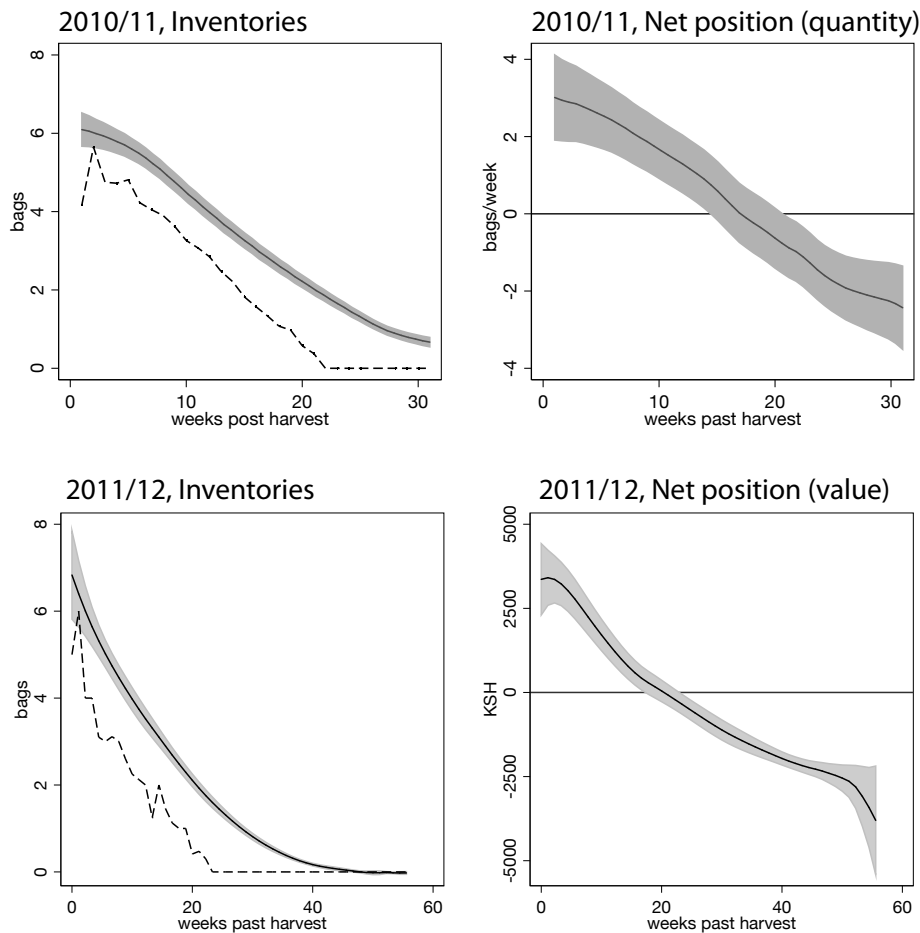 2010/11, Inventories
8
6
4
2
0
bags
0 10 20 30
weeks post harvest
2010/11, Net position (quantity)
4
2
0
-2
-4
bags/week
0 10 20 30
weeks past harvest
2011/12, Inventories
8
6
4
2
0
bags
0 20 40 60
weeks past harvest
2011/12, Net position (value)
5000
2500
0
-2500
-5000
KSH
0 20 40 60
weeks past harvest